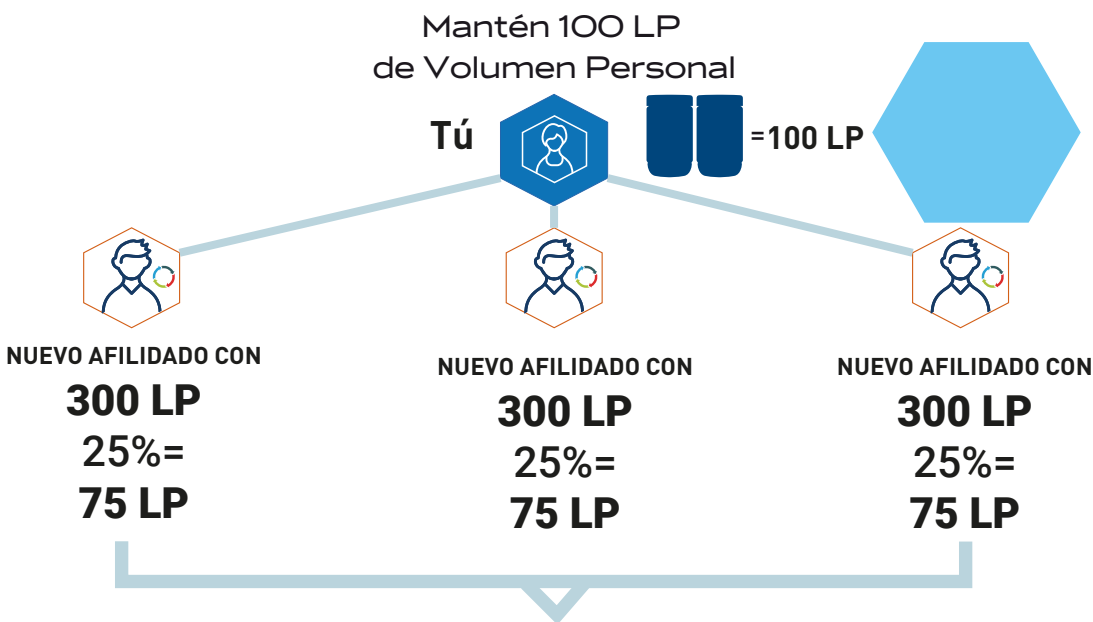 Mantén 100 LP
de Volumen Personal
Tú
=100 LP
NUEVO AFILIDADO CON
300 LP
25%=
75 LP
NUEVO AFILIDADO CON
300 LP
25%=
75 LP
NUEVO AFILIDADO CON
300 LP
25%=
75 LP